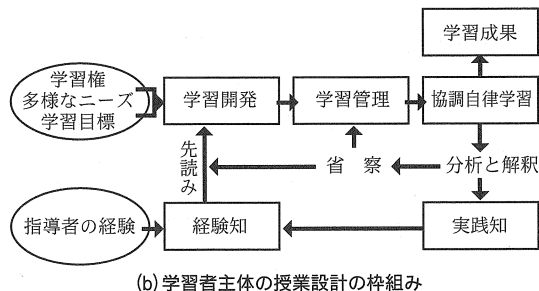 学習成果
学習権
多様なニーズ
学習目標
学習開発
学習管理
協調自律学習
先読み
省 察
分析と解釈
指導者の経験
経験知
実践知
(b) 学習者主体の授業設計の枠組み